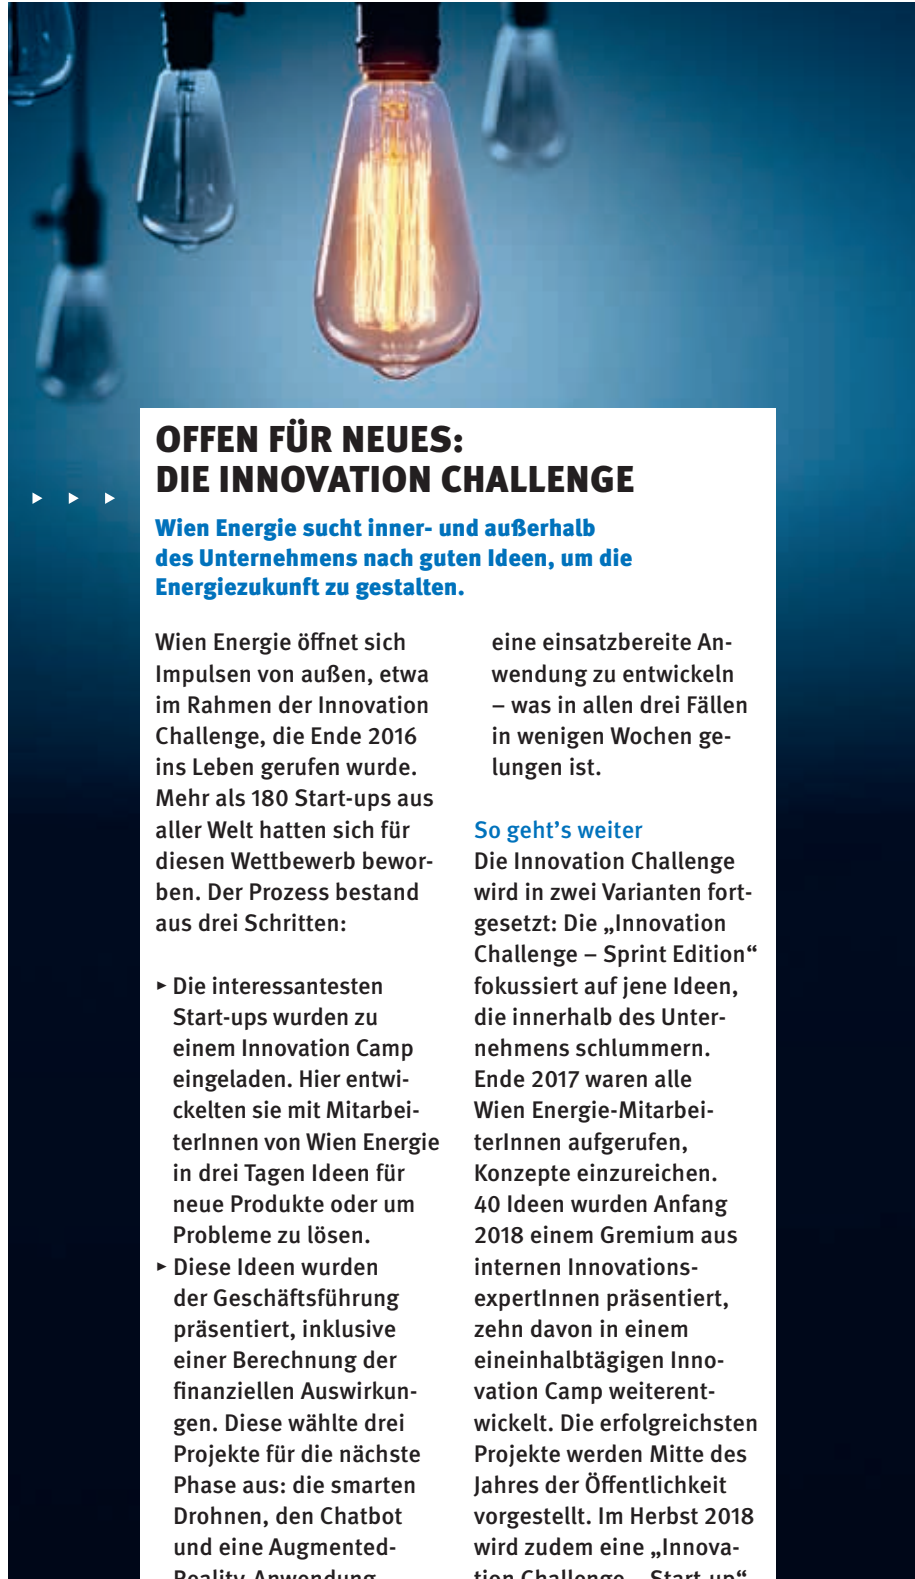 OFFEN FÜR NEUES:
DIE INNOVATION CHALLENGE
Wien Energie sucht inner- und außerhalb
des Unternehmens nach guten Ideen, um die
Energiezukunft zu gestalten.
Wien Energie öffnet sich
Impulsen von außen, etwa
im Rahmen der Innovation
Challenge, die Ende 2016
ins Leben gerufen wurde.
Mehr als 180 Start-ups aus
aller Welt hatten sich für
diesen Wettbewerb bewor-
ben. Der Prozess bestand
aus drei Schritten:
▸ Die interessantesten
Start-ups wurden zu
einem Innovation Camp
eingeladen. Hier entwi-
ckelten sie mit Mitarbei-
terInnen von Wien Energie
in drei Tagen Ideen für
neue Produkte oder um
Probleme zu lösen.
▸ Diese Ideen wurden
der Geschäftsführung
präsentiert, inklusive
einer Berechnung der
finanziellen Auswirkun-
gen. Diese wählte drei
Projekte für die nächste
Phase aus: die smarten
Drohnen, den Chatbot
und eine Augmented-
Reality-Anwendung
eine einsatzbereite An-
wendung zu entwickeln
– was in allen drei Fällen
in wenigen Wochen ge-
lungen ist.
So geht’s weiter
Die Innovation Challenge
wird in zwei Varianten fort-
gesetzt: Die „Innovation
Challenge – Sprint Edition“
fokussiert auf jene Ideen,
die innerhalb des Unter-
nehmens schlummern.
Ende 2017 waren alle
Wien Energie-Mitarbei-
terInnen aufgerufen,
Konzepte einzureichen.
40 Ideen wurden Anfang
2018 einem Gremium aus
internen Innovations-
expertInnen präsentiert,
zehn davon in einem
eineinhalbtägigen Inno-
vation Camp weiterent-
wickelt. Die erfolgreichsten
Projekte werden Mitte des
Jahres der Öffentlichkeit
vorgestellt. Im Herbst 2018
wird zudem eine „Innova-
tion Challenge – Start-up“